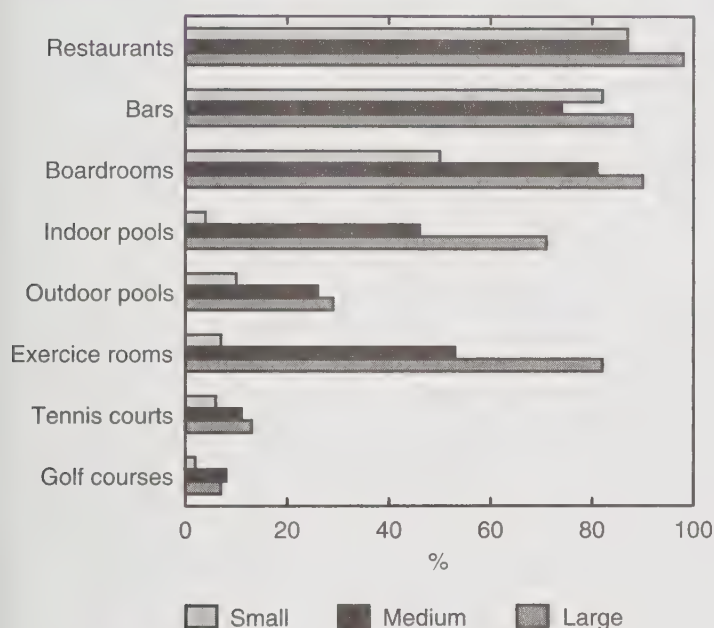 Restaurants
Bars
Boardrooms
Indoor pools
Outdoor pools
Exercice rooms
Tennis courts
Golf courses
0 20 40 60 80 100
%
Small Medium Large